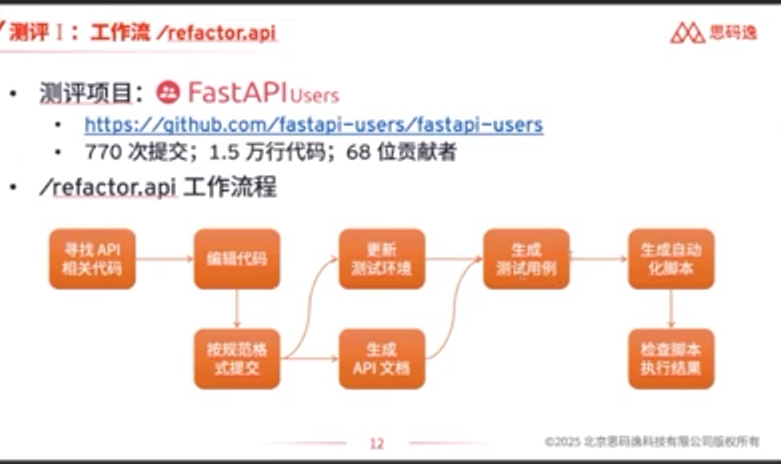 测评 I：工作流 /refactor.api
思码逸
• 测评项目：FastAPI Users
• https://github.com/fastapi-users/fastapi-users
• 770 次提交；1.5 万行代码；68 位贡献者
• /refactor.api 工作流程
寻找 API
相关代码
编辑代码
更新
测试环境
生成
测试用例
生成自动
化脚本
按规范格
式提交
生成
API 文档
检查脚本
执行结果
12
©2025 北京思码逸科技有限公司版权所有